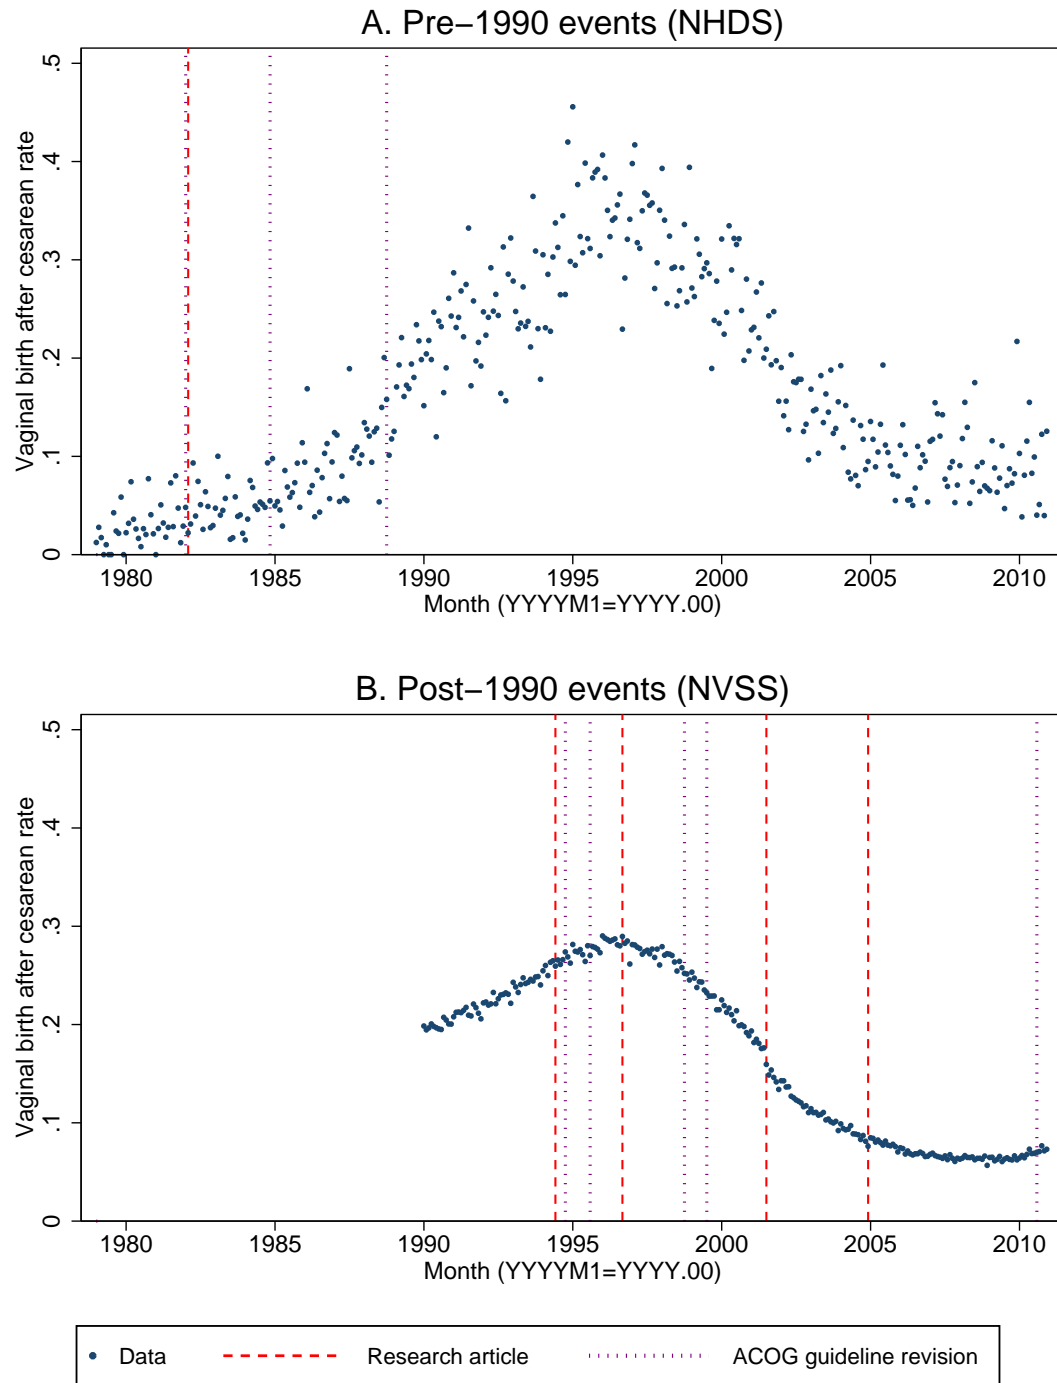 A. Pre−1990 events (NHDS)
Vaginal birth after cesarean rate
.5
.4
.3
.2
.1
0
1980 1985 1990 1995 2000 2005 2010
Month (YYYYM1=YYYY.00)
B. Post−1990 events (NVSS)
Vaginal birth after cesarean rate
.5
.4
.3
.2
.1
0
1980 1985 1990 1995 2000 2005 2010
Month (YYYYM1=YYYY.00)
Data Research article ACOG guideline revision